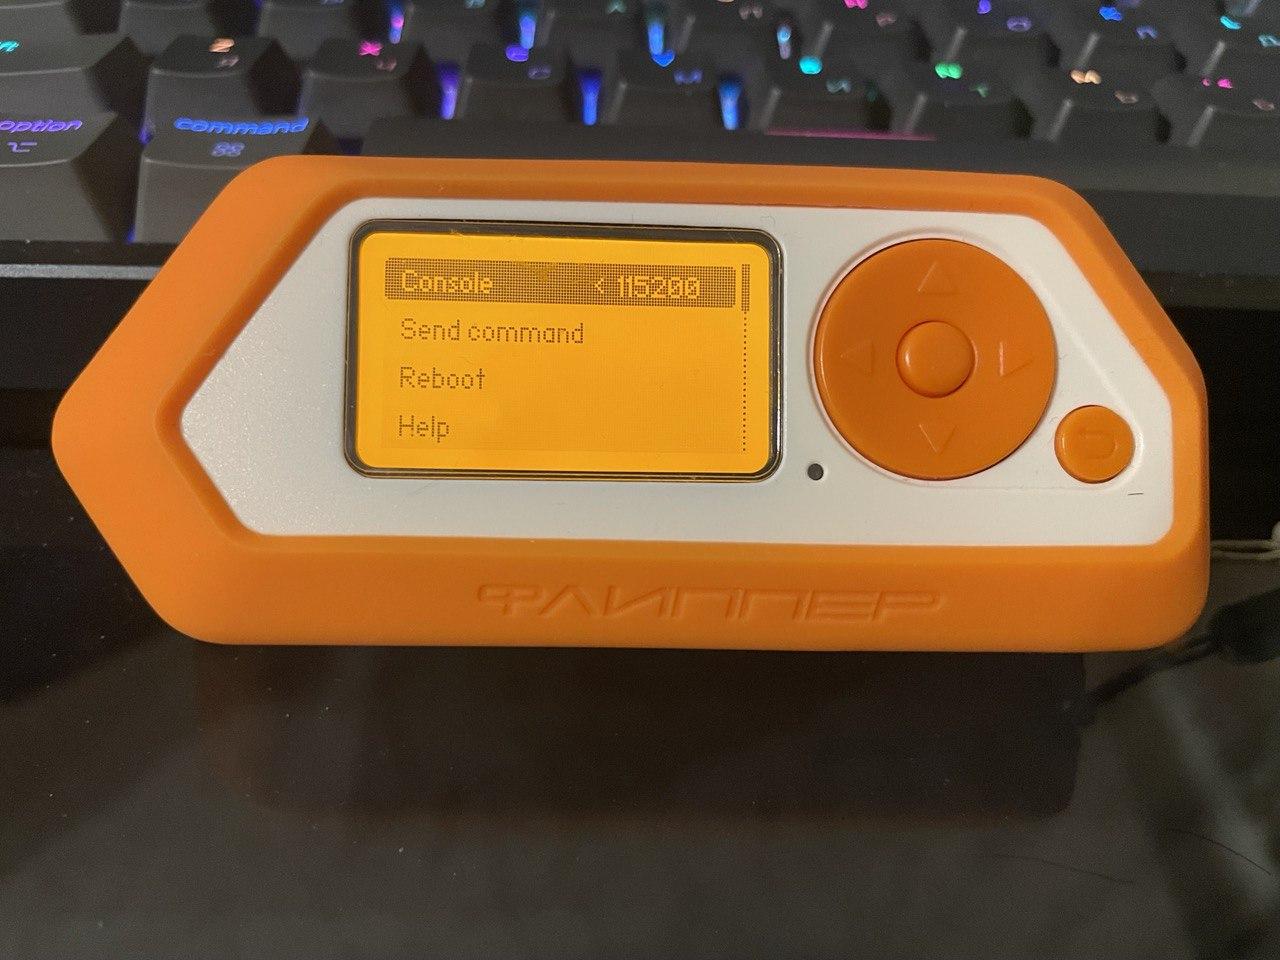 option
command
Console < 115200
Send command
Reboot
Help
ФЛИППЕР